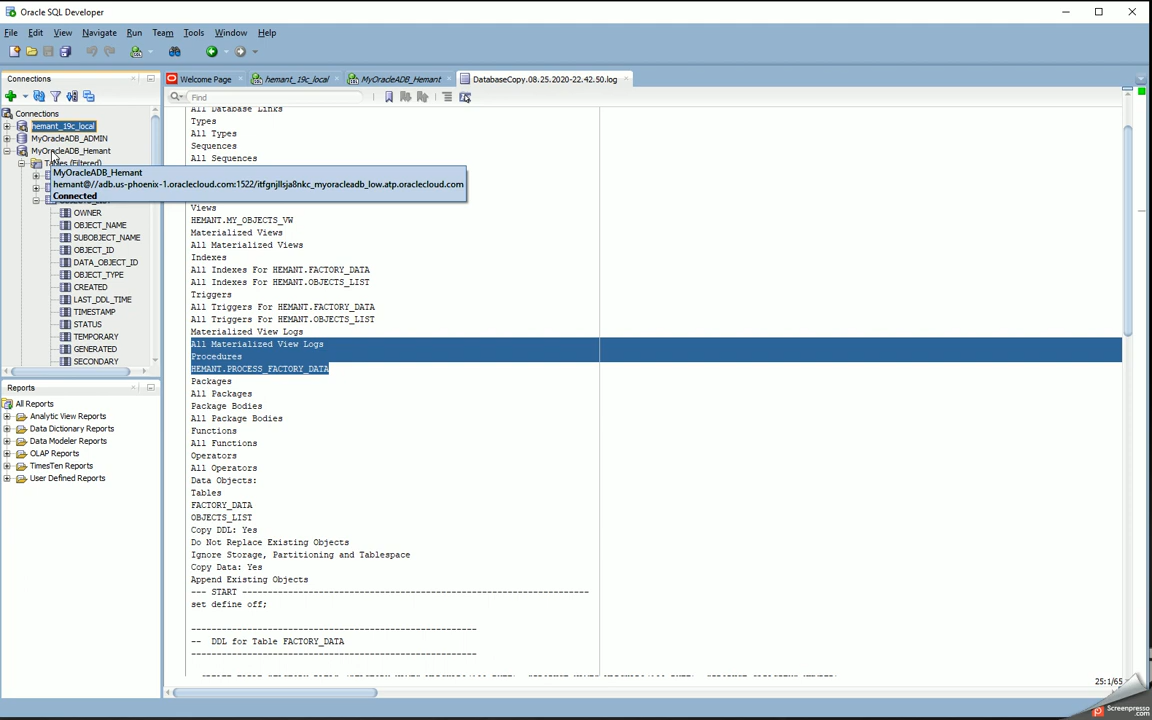 Oracle SQL Developer
File Edit View Navigate Run Team Tools Window Help
Connections
Welcome Page hemant_19c_local MyOracleADB_Hemant DatabaseCopy.08.25.2020-22.42.50.log
Find
Connections
hemant_19c_local
MyOracleADB_ADMIN
MyOracleADB_Hemant
Tables (Filtered)
MyOracleADB_Hemant
hemant@//adb.us-phoenix-1.oraclecloud.com:1522/itfgnjllsja8nkc_myoracleadb_low.atp.oraclecloud.com
Connected
OWNER
OBJECT_NAME
SUBOBJECT_NAME
OBJECT_ID
DATA_OBJECT_ID
OBJECT_TYPE
CREATED
LAST_DDL_TIME
TIMESTAMP
STATUS
TEMPORARY
GENERATED
SECONDARY
Reports
All Reports
Analytic View Reports
Data Dictionary Reports
Data Modeler Reports
OLAP Reports
TimesTen Reports
User Defined Reports
All Database Links
Types
All Types
Sequences
All Sequences
Views
HEMANT.MY_OBJECTS_VW
Materialized Views
All Materialized Views
Indexes
All Indexes For HEMANT.FACTORY_DATA
All Indexes For HEMANT.OBJECTS_LIST
Triggers
All Triggers For HEMANT.FACTORY_DATA
All Triggers For HEMANT.OBJECTS_LIST
Materialized View Logs
All Materialized View Logs
Procedures
HEMANT.PROCESS_FACTORY_DATA
Packages
All Packages
Package Bodies
All Package Bodies
Functions
All Functions
Operators
All Operators
Data Objects:
Tables
FACTORY_DATA
OBJECTS_LIST
Copy DDL: Yes
Do Not Replace Existing Objects
Ignore Storage, Partitioning and Tablespace
Copy Data: Yes
Append Existing Objects
--- START --------------------------------------------------------
set define off;
--------------------------------------------------------
-- DDL for Table FACTORY_DATA
--------------------------------------------------------
25:1/65
Screenpresso
.com